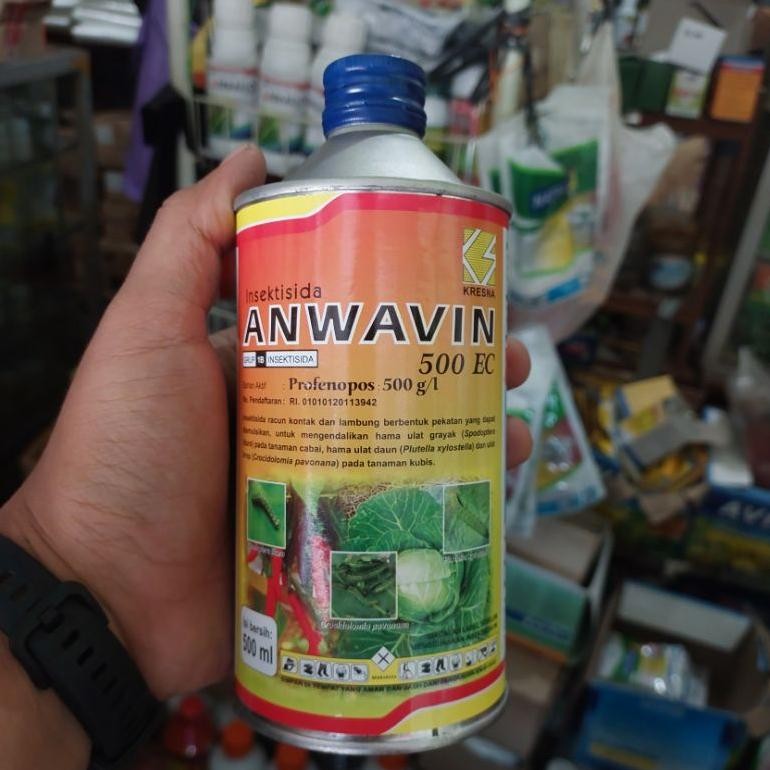 KRESNA
Insektisida
ANWAVIN
500 EC
1B INSEKTISIDA
Aktif : Profenopos : 500 g/l
No. Pendaftaran : RI. 01010120113942
Insektisida racun kontak dan lambung berbentuk pekatan yang dapat
diemulsikan, untuk mengendalikan hama ulat grayak (Spodoptera
pada tanaman cabai, hama ulat daun (Plutella xylostella) dan ulat
(Crocidolomia pavonana) pada tanaman kubis.
Crocidolomia pavonana
Isi bersih:
500 ml